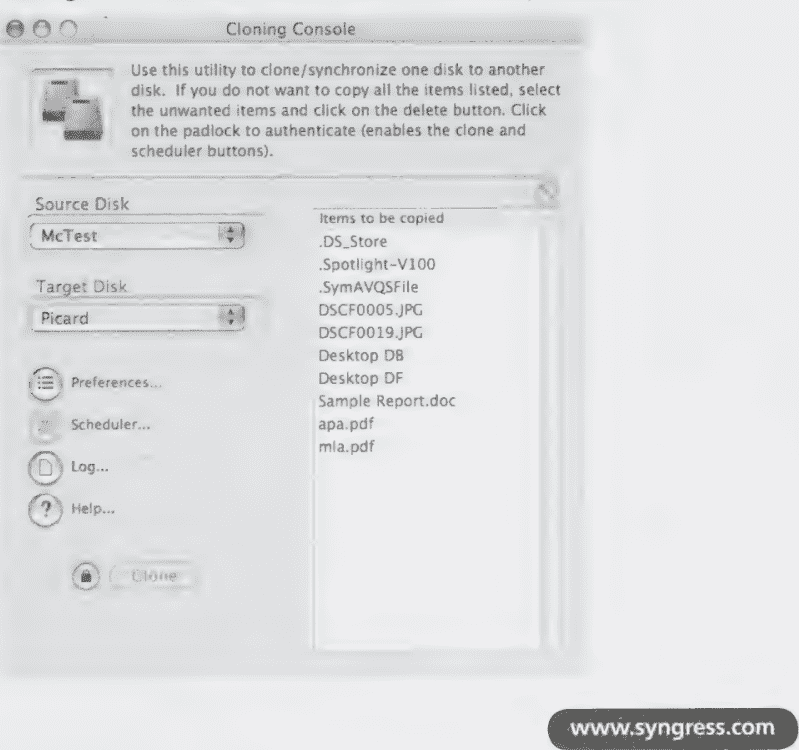 Cloning Console
Use this utility to clone/synchronize one disk to another
disk. If you do not want to copy all the items listed, select
the unwanted items and click on the delete button. Click
on the padlock to authenticate (enables the clone and
scheduler buttons).
Source Disk
McTest
Target Disk
Picard
Preferences...
Scheduler...
Log...
? Help...
Clone
Items to be copied
.DS_Store
.Spotlight-V100
.SymAVQSFile
DSCF0005.JPG
DSCF0019.JPG
Desktop DB
Desktop DF
Sample Report.doc
apa.pdf
mla.pdf
www.syngress.com